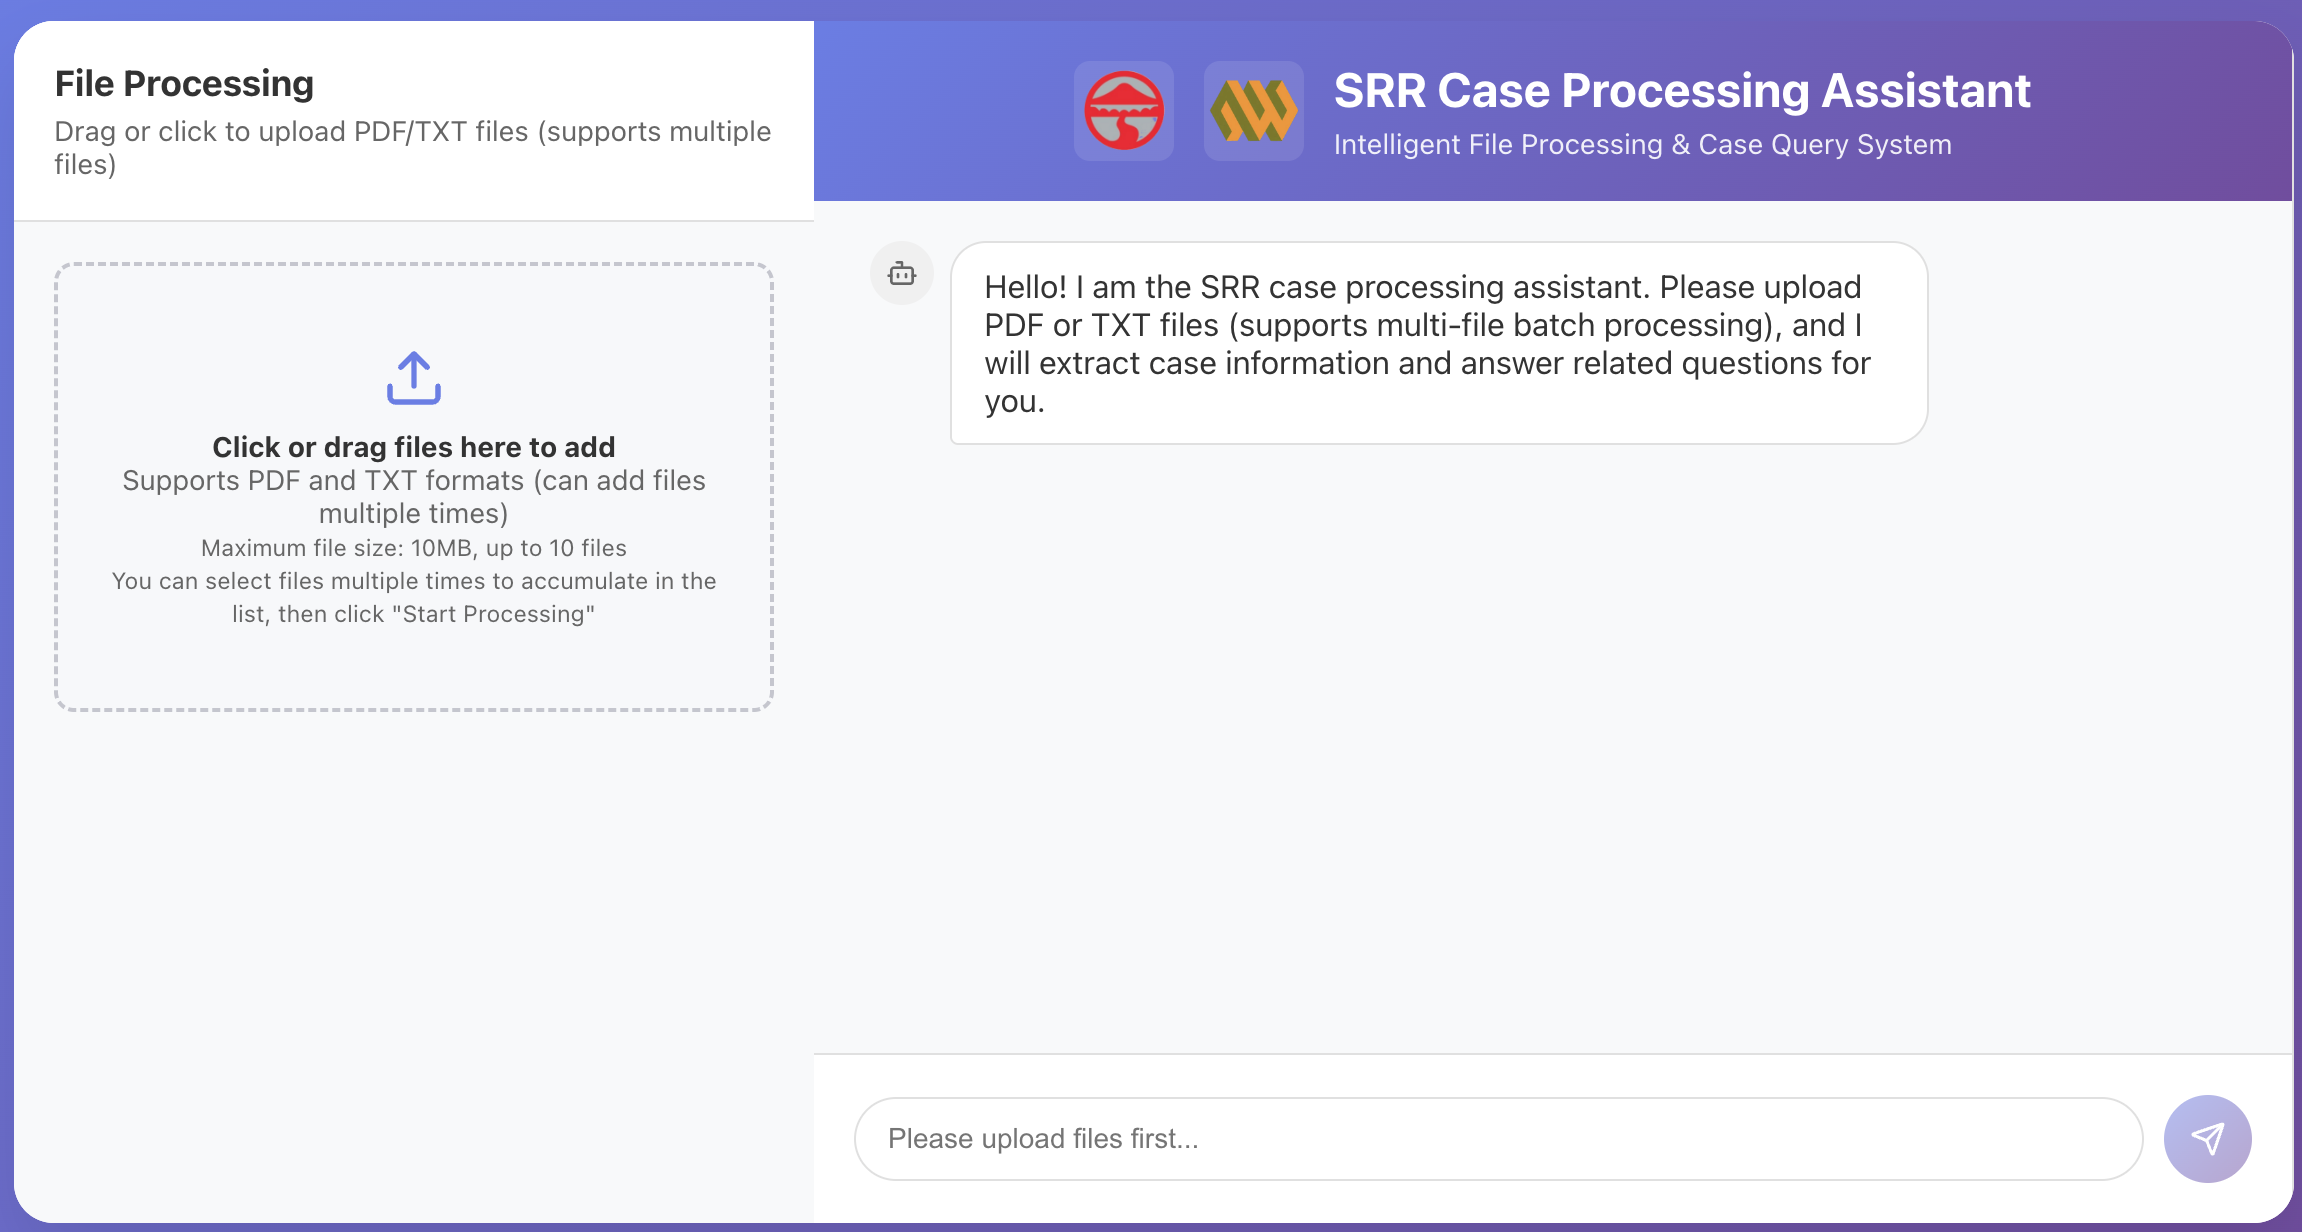 File Processing
Drag or click to upload PDF/TXT files (supports multiple
files)
Click or drag files here to add
Supports PDF and TXT formats (can add files
multiple times)
Maximum file size: 10MB, up to 10 files
You can select files multiple times to accumulate in the
list, then click "Start Processing"
SRR Case Processing Assistant
Intelligent File Processing & Case Query System
Hello! I am the SRR case processing assistant. Please upload
PDF or TXT files (supports multi-file batch processing), and I
will extract case information and answer related questions for
you.
Please upload files first...